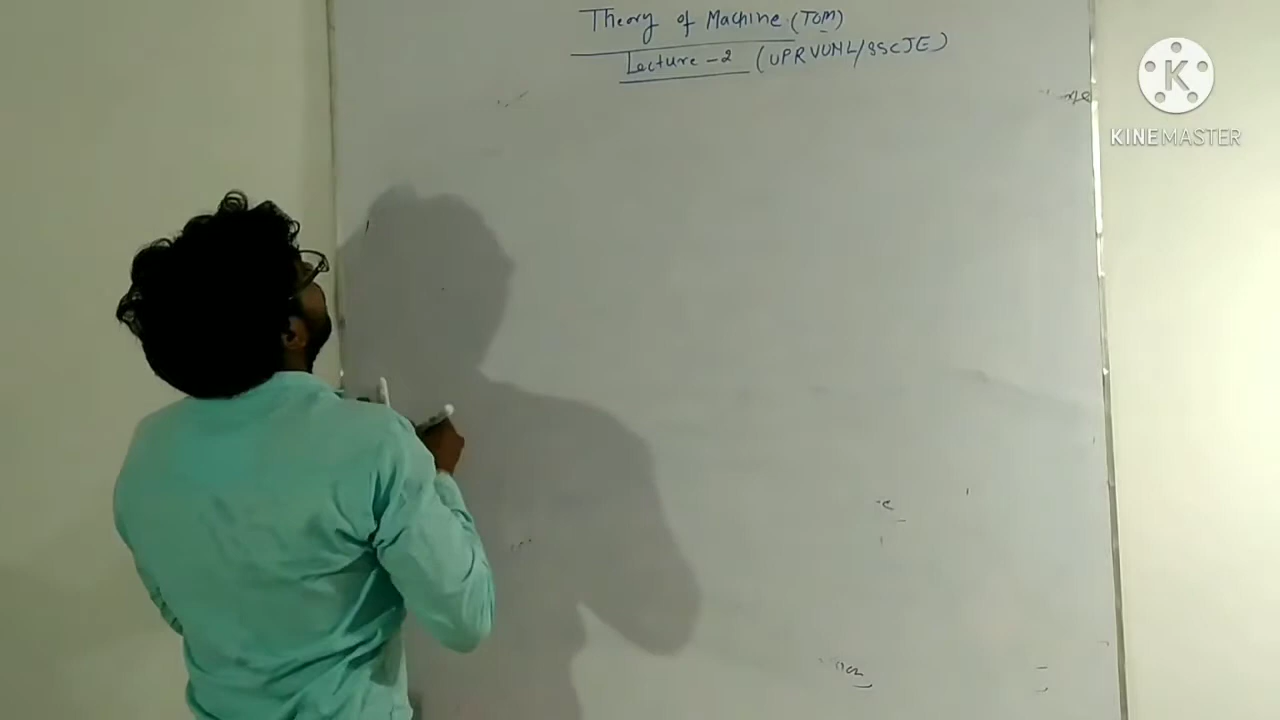 Theory of Machine (TOM)
Lecture-2 (UPRVUNL/SSCJE)
K
KINEMASTER